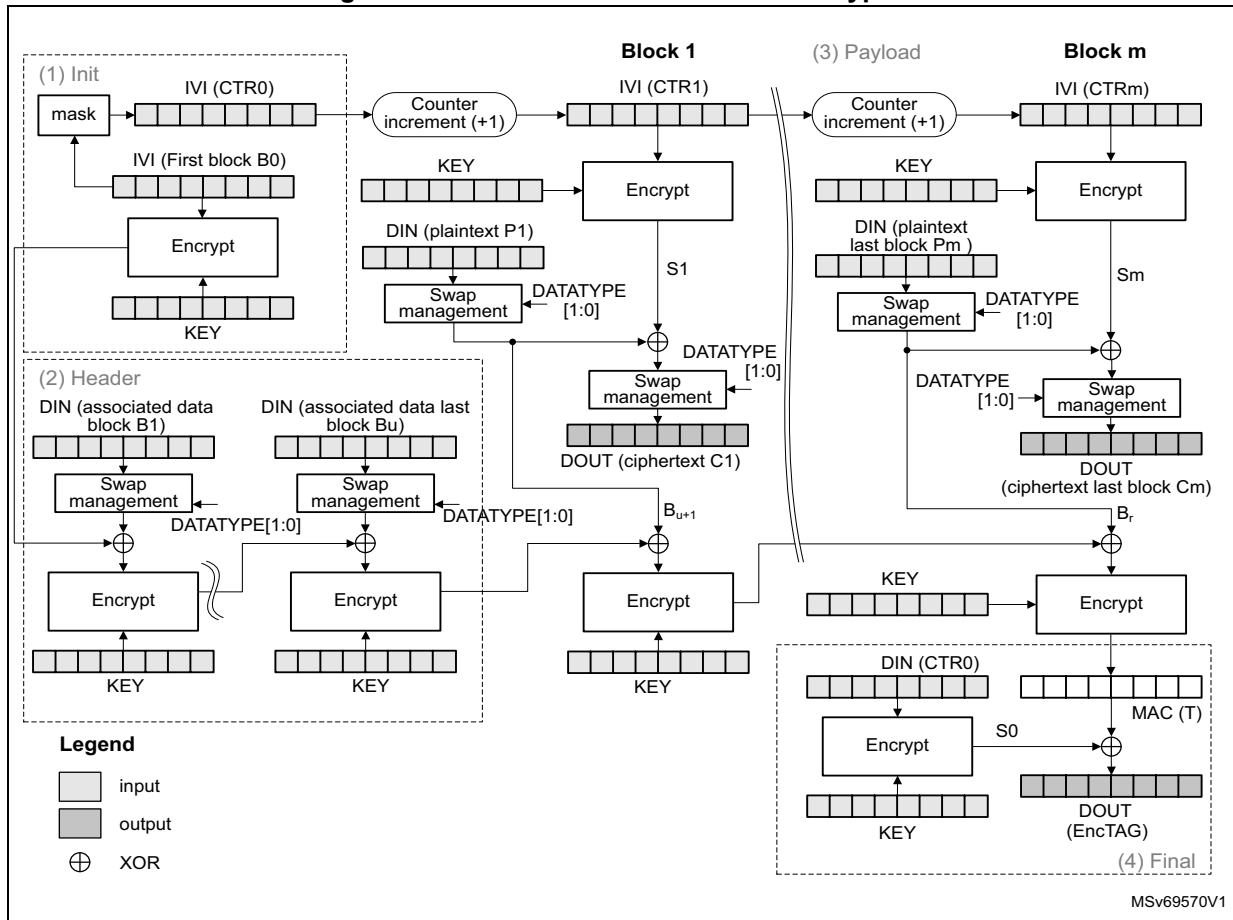 (1) Init
mask
IVI (CTR0)
IVI (First block B0)
Encrypt
KEY
Counter
increment (+1)
Block 1
IVI (CTR1)
KEY
Encrypt
DIN (plaintext P1)
Swap
management
DATATYPE
[1:0]
S1
DATATYPE
[1:0]
Swap
management
DOUT (ciphertext C1)
Bu+1
Encrypt
KEY
(3) Payload
Counter
increment (+1)
Block m
IVI (CTRm)
KEY
Encrypt
DIN (plaintext
last block Pm )
Swap
management
DATATYPE
[1:0]
Sm
DATATYPE
[1:0]
Swap
management
DOUT
(ciphertext last block Cm)
Br
KEY
Encrypt
(2) Header
DIN (associated data
block B1)
Swap
management
DATATYPE[1:0]
Encrypt
KEY
DIN (associated data last
block Bu)
Swap
management
DATATYPE[1:0]
Encrypt
KEY
DIN (CTR0)
Encrypt
KEY
S0
MAC (T)
DOUT
(EncTAG)
(4) Final
Legend
input
output
XOR
MSv69570V1